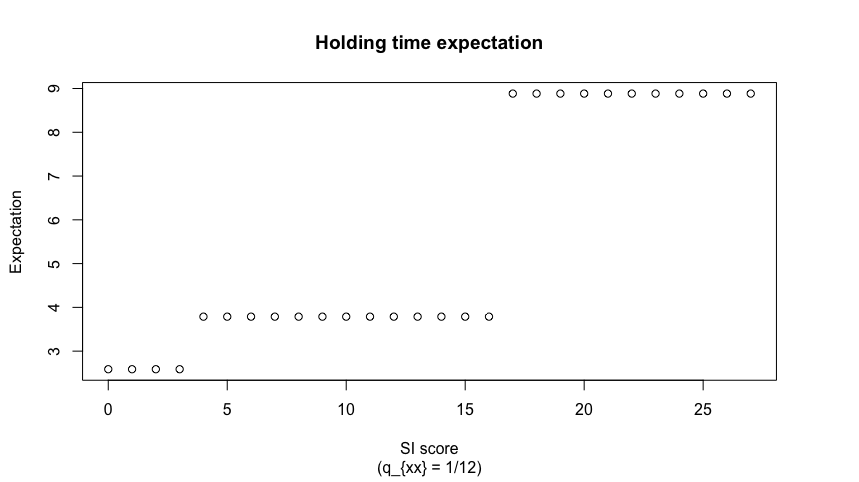 Holding time expectation
Expectation
9
8
7
6
5
4
3
0 5 10 15 20 25
SI score
(q_{xx} = 1/12)